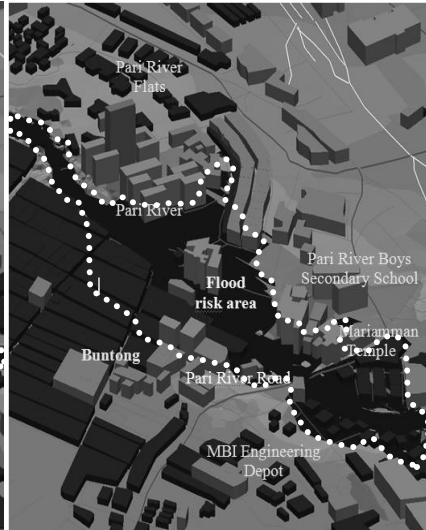 Pari River
Flats
Pari River
Pari River Boys
Secondary School
Flood
risk area
Mariamman
Temple
Buntong
Pari River Road
MBI Engineering
Depot